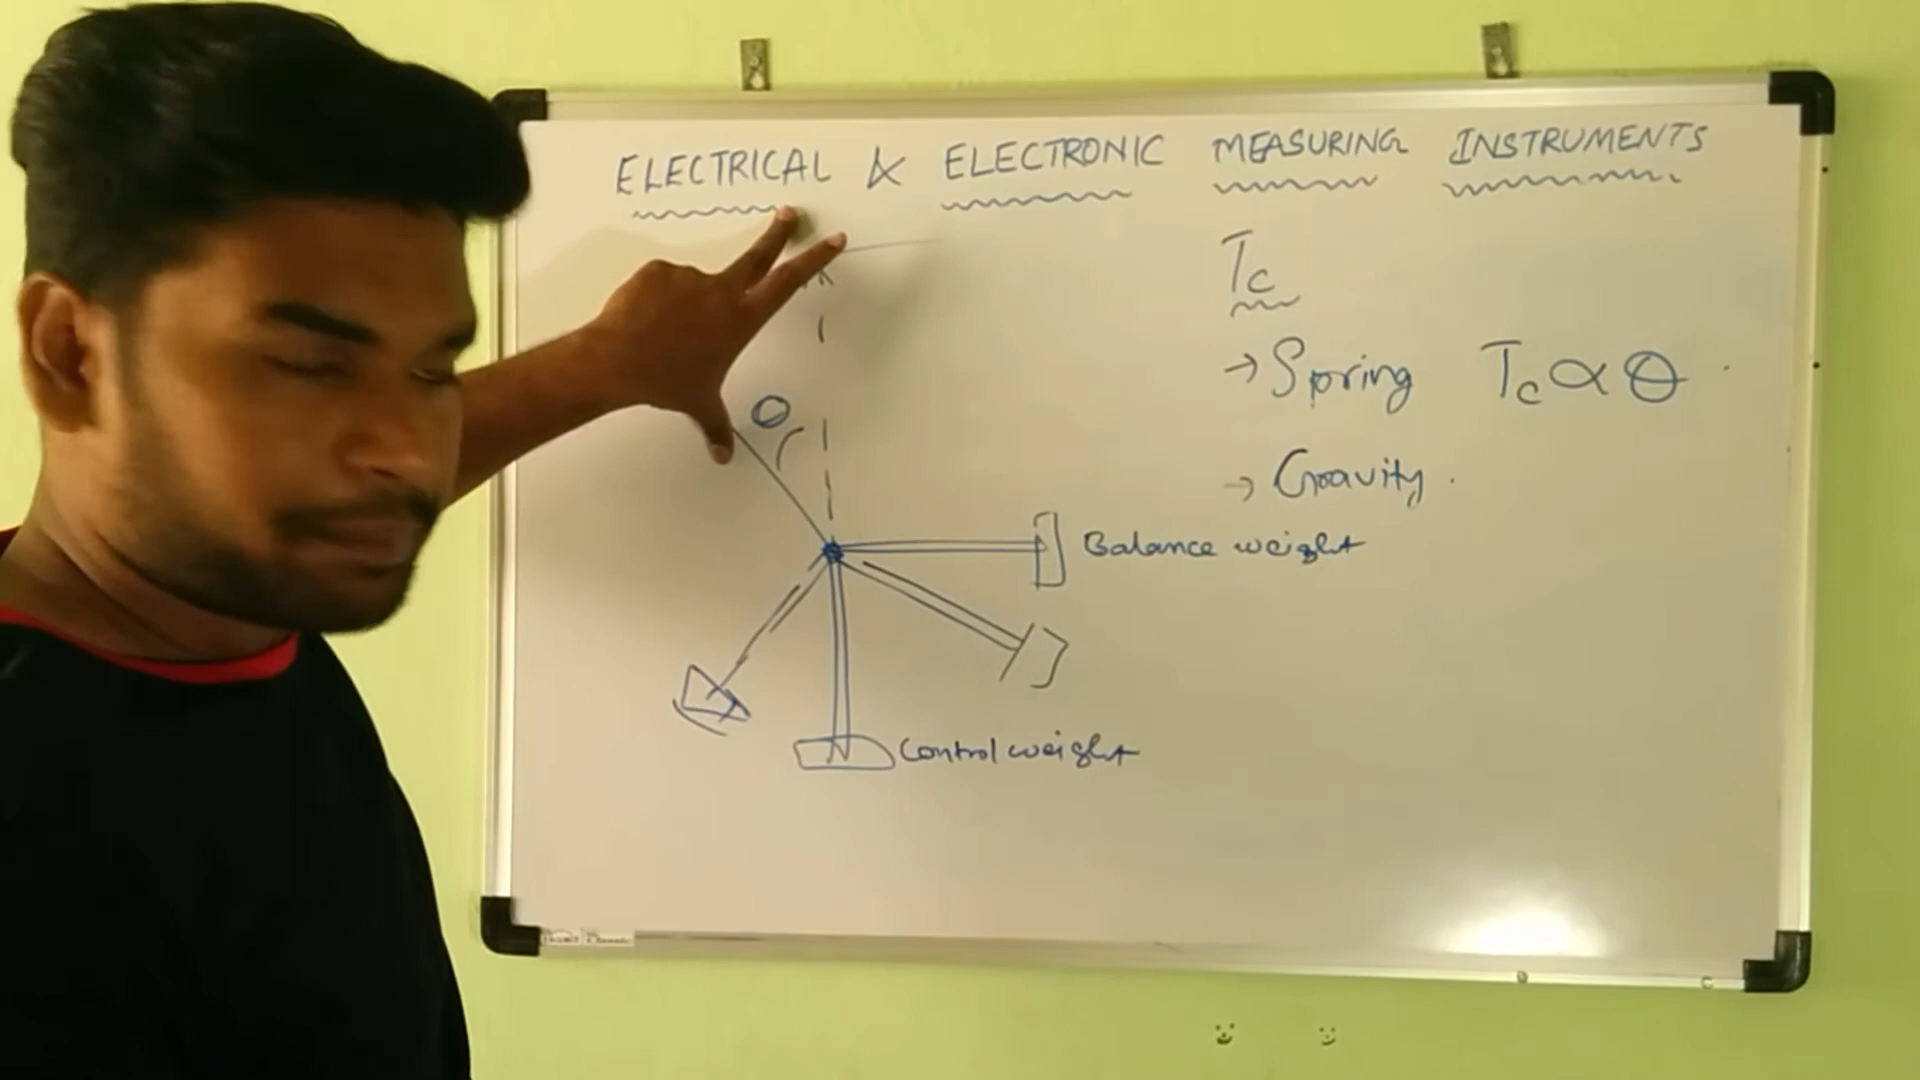 ELECTRICAL & ELECTRONIC MEASURING INSTRUMENTS
Tc
→ Spring Tc ∝ θ
→ Gravity.
θ
Balance weight
Control weight